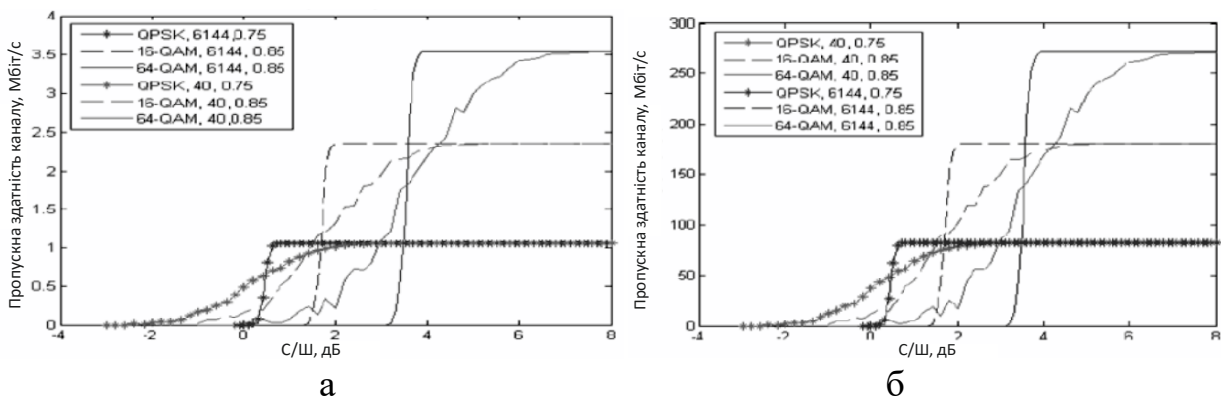 Пропускна здатність каналу, Мбіт/с
4
3.5
3
2.5
2
1.5
1
0.5
0
QPSK, 6144,0.75
16-QAM, 6144, 0.85
64-QAM, 6144, 0.85
QPSK, 40, 0.75
16-QAM, 40, 0.85
64-QAM, 40,0.85
-4 -2 0 2 4 6 8
С/Ш, дБ
а
Пропускна здатність каналу, Мбіт/с
300
250
200
150
100
50
0
QPSK, 40, 0.75
16-QAM, 40, 0.85
64-QAM, 40, 0.85
QPSK, 6144, 0.75
16-QAM, 6144, 0.85
64-QAM, 6144, 0.85
-4 -2 0 2 4 6 8
С/Ш, дБ
б